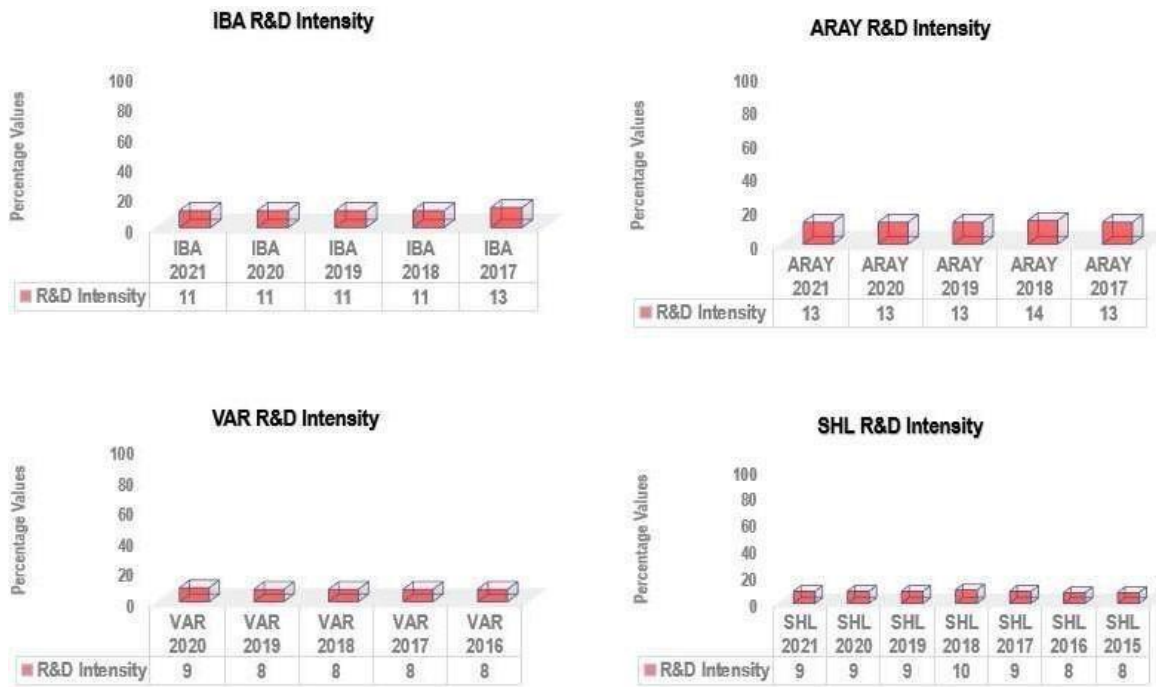 IBA R&D Intensity
Percentage Values
100
80
60
40
20
0
IBA 2021 IBA 2020 IBA 2019 IBA 2018 IBA 2017
R&D Intensity 11 11 11 11 13
ARAY R&D Intensity
Percentage Values
100
80
60
40
20
0
ARAY 2021 ARAY 2020 ARAY 2019 ARAY 2018 ARAY 2017
R&D Intensity 13 13 13 14 13
VAR R&D Intensity
Percentage Values
100
80
60
40
20
0
VAR 2020 VAR 2019 VAR 2018 VAR 2017 VAR 2016
R&D Intensity 9 8 8 8 8
SHL R&D Intensity
Percentage Values
100
80
60
40
20
0
SHL 2021 SHL 2020 SHL 2019 SHL 2018 SHL 2017 SHL 2016 SHL 2015
R&D Intensity 9 9 9 10 9 8 8